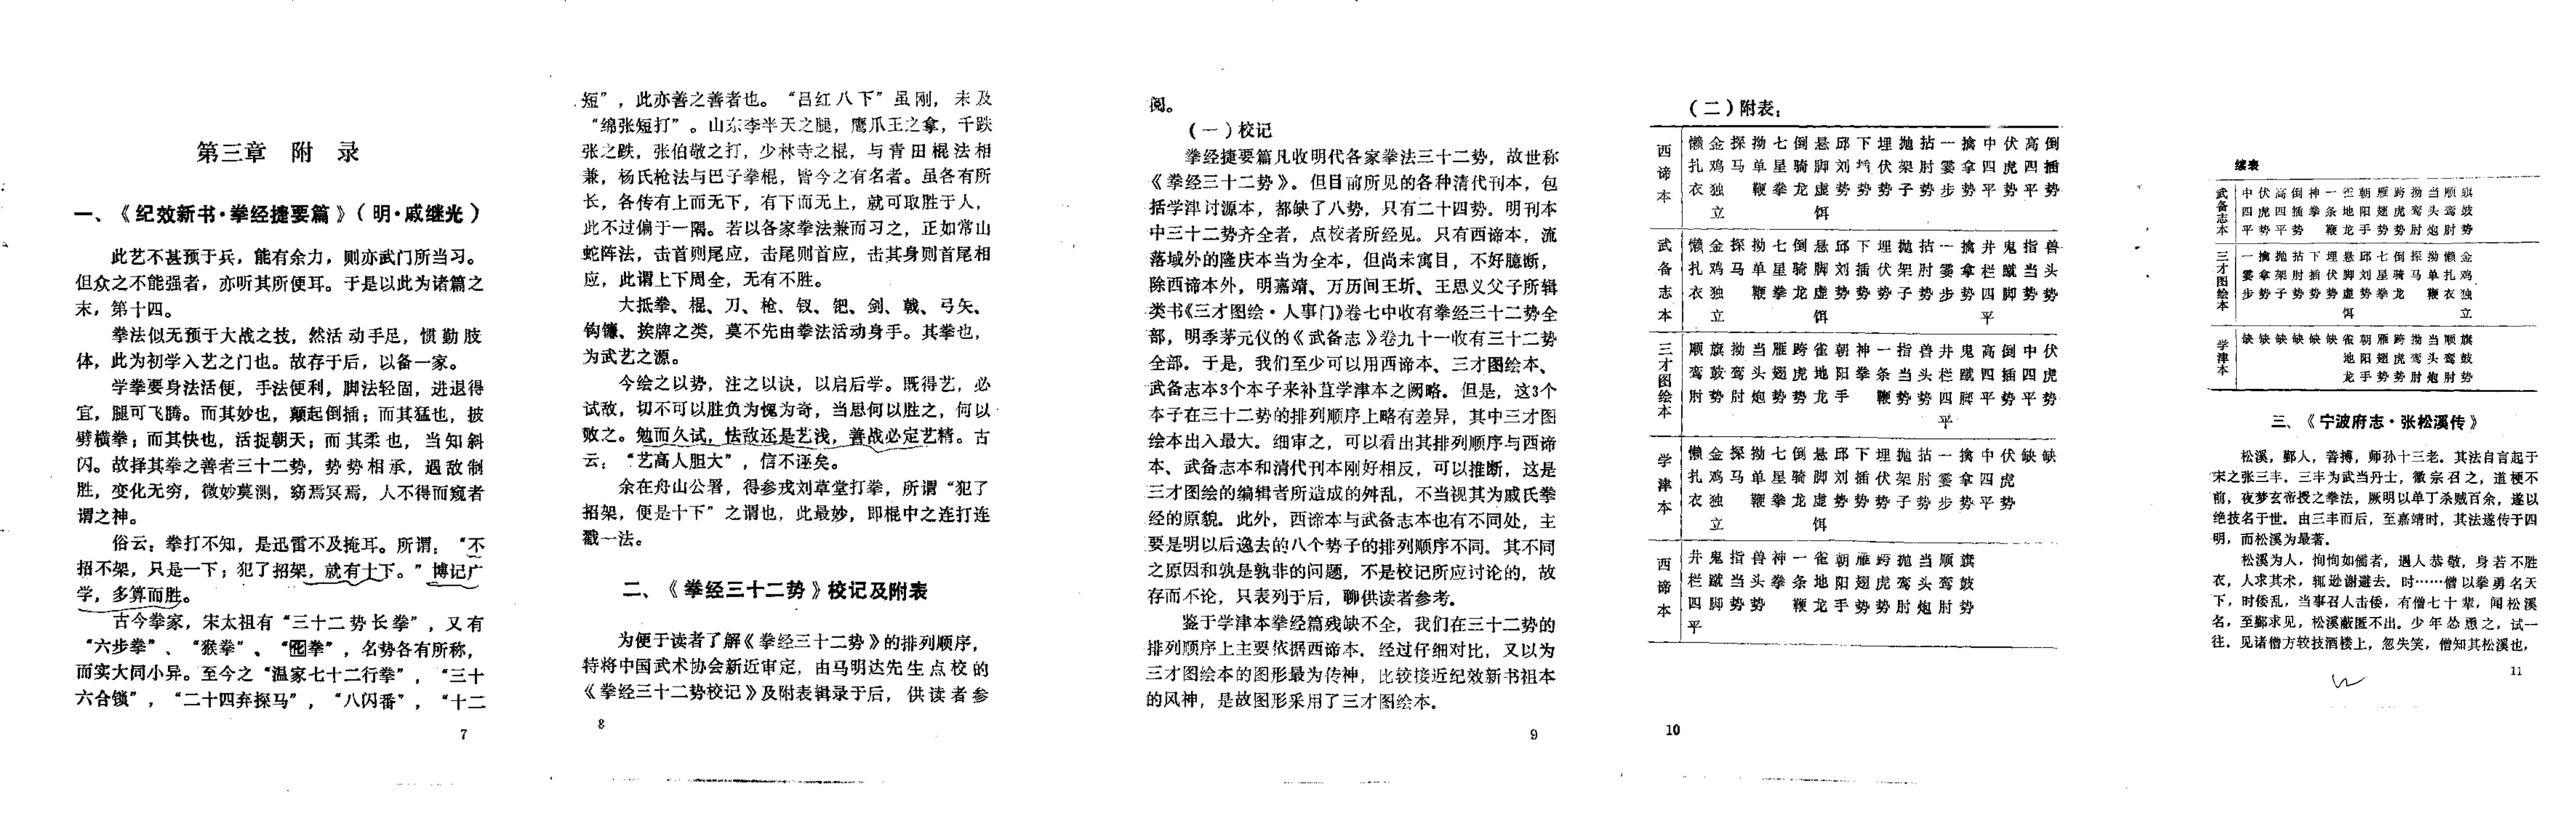 第三章 附 录
一、《纪效新书·拳经捷要篇》（明·戚继光）
此艺不甚预于兵，能有余力，则亦武门所当习。
但众之不能强者，亦听其所便耳。于是以此为诸篇之
末，第十四。
拳法似无预于大战之技，然活动手足，惯勤肢
体，此为初学入艺之门也。故存于后，以备一家。
学拳要身法活便，手法便利，脚法轻固，进退得
宜，腿可飞腾。而其妙也，颠起倒插；而其猛也，披
劈横拳；而其快也，活捉朝天；而其柔也，当知斜
闪。故择其拳之善者三十二势，势势相承，遇敌制
胜，变化无穷，微妙莫测，窈焉冥焉，人不得而窥者
谓之神。
俗云：拳打不知，是迅雷不及掩耳。所谓：“不
招不架，只是一下；犯了招架，就有十下。”博记广
学，多算而胜。
古今拳家，宋太祖有“三十二势长拳”，又有
“六步拳”、“猴拳”、“囮拳”，名势各有所称，
而实大同小异。至今之“温家七十二行拳”，“三十
六合锁”，“二十四弃探马”，“八闪番”，“十二
7
短”，此亦善之善者也。“吕红八下”虽刚，未及
“绵张短打”。山东李半天之腿，鹰爪王之拿，千跌
张之跌，张伯敬之打，少林寺之棍，与青田棍法相
兼，杨氏枪法与巴子拳棍，皆今之有名者。虽各有所
长，各传有上而无下，有下而无上，就可取胜于人，
此不过偏于一隅。若以各家拳法兼而习之，正如常山
蛇阵法，击首则尾应，击尾则首应，击其身则首尾相
应，此谓上下周全，无有不胜。
大抵拳、棍、刀、枪、钗、钯、剑、戟、弓矢、
钩镰、挨牌之类，莫不先由拳法活动身手。其拳也，
为武艺之源。
今绘之以势，注之以诀，以启后学。既得艺，必
试敌，切不可以胜负为愧为奇，当思何以胜之，何以
败之。勉而久试，怯敌还是艺浅，善战必定艺精。古
云：“艺高人胆大”，信不诬矣。
余在舟山公署，得参戎刘草堂打拳，所谓“犯了
招架，便是十下”之谓也，此最妙，即棍中之连打连
戳一法。
二、《拳经三十二势》校记及附表
为便于读者了解《拳经三十二势》的排列顺序，
特将中国武术协会新近审定，由马明达先生点校的
《拳经三十二势校记》及附表辑录于后，供读者参
8
阅。
（一）校记
拳经捷要篇凡收明代各家拳法三十二势，故世称
《拳经三十二势》。但目前所见的各种清代刊本，包
括学津讨源本，都缺了八势，只有二十四势。明刊本
中三十二势齐全者，点校者所经见。只有西谛本，流
落域外的隆庆本当为全本，但尚未寓目，不好臆断，
除西谛本外，明嘉靖、万历间王圻、王思义父子所辑
类书《三才图绘·人事门》卷七中收有拳经三十二势全
部，明季茅元仪的《武备志》卷九十一收有三十二势
全部。于是，我们至少可以用西谛本、三才图绘本、
武备志本3个本子来补苴学津本之阙略。但是，这3个
本子在三十二势的排列顺序上略有差异，其中三才图
绘本出入最大。细审之，可以看出其排列顺序与西谛
本、武备志本和清代刊本刚好相反，可以推断，这是
三才图绘的编辑者所造成的舛乱，不当视其为戚氏拳
经的原貌。此外，西谛本与武备志本也有不同处，主
要是明以后逸去的八个势子的排列顺序不同。其不同
之原因和孰是孰非的问题，不是校记所应讨论的，故
存而不论，只表列于后，聊供读者参考。
鉴于学津本拳经篇残缺不全，我们在三十二势的
排列顺序上主要依据西谛本。经过仔细对比，又以为
三才图绘本的图形最为传神，比较接近纪效新书祖本
的风神，是故图形采用了三才图绘本。
9
（二）附表：
西谛本 懒扎衣 金鸡独立 探马 拗单鞭 七星拳 倒骑龙 悬脚虚饵 邱刘势 下插势 埋伏势 抛架子 拈肘势 一霎步 擒拿势 中四平 伏虎势 高四平 倒插势
武备志本 懒扎衣 金鸡独立 探马 拗单鞭 七星拳 倒骑龙 悬脚虚饵 邱刘势 下插势 埋伏势 抛架子 拈肘势 一霎步 擒拿势 井栏四平 鬼蹴脚 指当势 兽头势
三才图绘本 顺鸾肘 旗鼓势 拗鸾肘 当头炮 雁翅势 跨虎势 雀地龙 朝阳手 神拳 一条鞭 指当势 兽头势 井栏四平 鬼蹴脚 高四平 倒插势 中四平 伏虎势
学津本 懒扎衣 金鸡独立 探马 拗单鞭 七星拳 倒骑龙 悬脚虚饵 邱刘势 下插势 埋伏势 抛架子 拈肘势 一霎步 擒拿势 中四平 伏虎势 缺 缺
西谛本 井栏四平 鬼蹴脚 指当势 兽头势 神拳 一条鞭 雀地龙 朝阳手 雁翅势 跨虎势 抛鸾肘 当头炮 顺鸾肘 旗鼓势
10
续表
武备志本 中四平 伏虎势 高四平 倒插势 神拳 一条鞭 雀地龙 朝阳手 雁翅势 跨虎势 拗鸾肘 当头炮 顺鸾肘 旗鼓势
三才图绘本 一霎步 擒拿势 抛架子 拈肘势 下插势 埋伏势 悬脚虚饵 邱刘势 七星拳 倒骑龙 探马 拗单鞭 懒扎衣 金鸡独立
学津本 缺 缺 缺 缺 缺 缺 雀地龙 朝阳手 雁翅势 跨虎势 拗鸾肘 当头炮 顺鸾肘 旗鼓势
三、《宁波府志·张松溪传》
松溪，鄞人，善搏，师孙十三老。其法自言起于
宋之张三丰。三丰为武当丹士，徽宗召之，道梗不
前，夜梦玄帝授之拳法，厥明以单丁杀贼百余，遂以
绝技名于世。由三丰而后，至嘉靖时，其法遂传于四
明，而松溪为最著。
松溪为人，恂恂如儒者，遇人恭敬，身若不胜
衣，人求其术，辄逊谢避去。时……僧以拳勇名天
下，时倭乱，当事召人击倭，有僧七十辈，闻松溪
名，至鄞求见，松溪蔽匿不出。少年怂恿之，试一
往。见诸僧方较技酒楼上，忽失笑，僧知其松溪也，
11